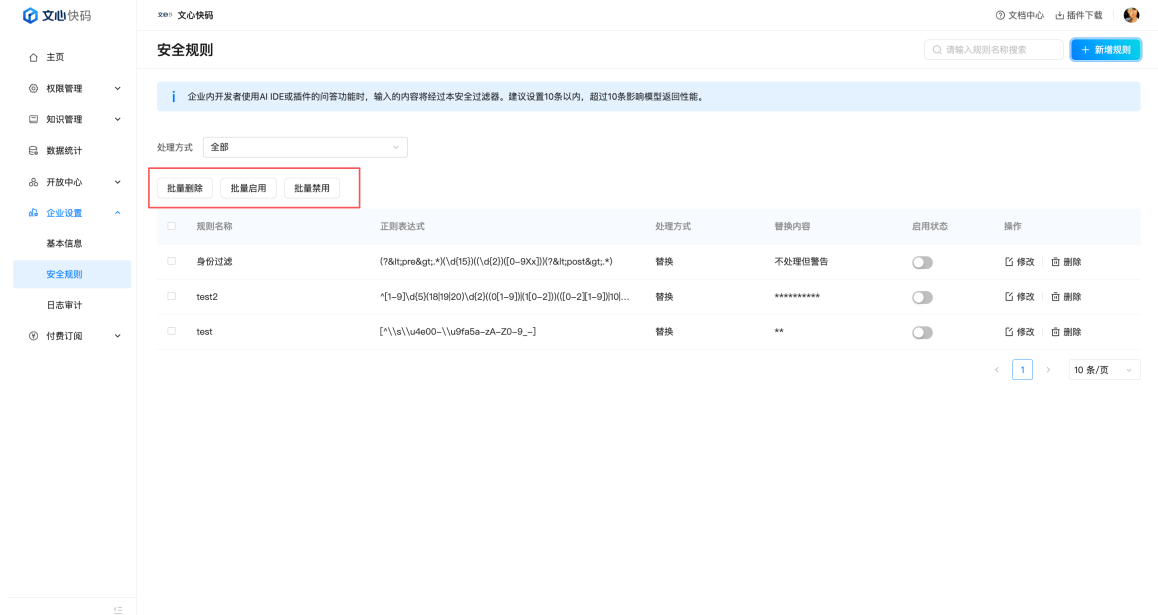 文心快码
文心快码
文档中心
插件下载
主页
权限管理
知识管理
数据统计
开放中心
企业设置
基本信息
安全规则
日志审计
付费订阅
安全规则
请输入规则名称搜索
新增规则
企业内开发者使用AI IDE或插件的问答功能时，输入的内容将经过本安全过滤器。建议设置10条以内，超过10条影响模型返回性能。
处理方式 全部
批量删除 批量启用 批量禁用
规则名称 正则表达式 处理方式 替换内容 启用状态 操作
身份过滤 (?&lt;pre&gt;.*)(\d{15})((\d{2})([0-9Xx]))(?&lt;post&gt;.*) 替换 不处理但警告 修改 删除
test2 ^[1-9]\d{5}(18|19|20)\d{2}((0[1-9])|(1[0-2]))(([0-2][1-9])|10|... 替换 ********** 修改 删除
test [^\\s\\u4e00-\\u9fa5a-zA-Z0-9_-] 替换 ** 修改 删除
1 10 条/页